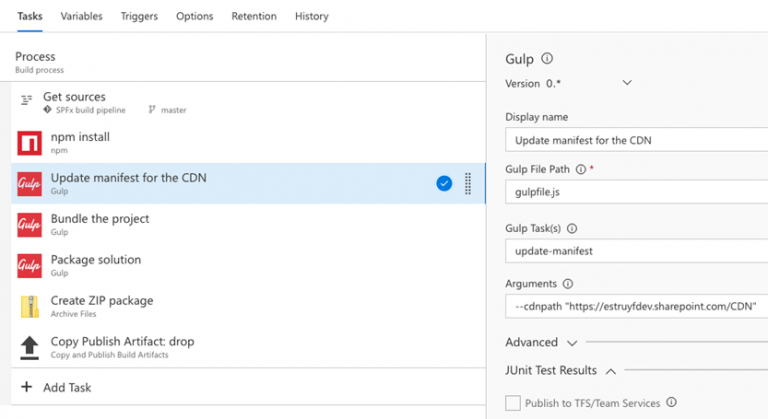 Tasks Variables Triggers Options Retention History
Process
Build process
Get sources
SPFx build pipeline master
npm install
npm
Gulp
Update manifest for the CDN
Gulp
Gulp
Bundle the project
Gulp
Gulp
Package solution
Gulp
Create ZIP package
Archive Files
Copy Publish Artifact: drop
Copy and Publish Build Artifacts
+ Add Task
Gulp
Version 0.*
Display name
Update manifest for the CDN
Gulp File Path *
gulpfile.js
Gulp Task(s)
update-manifest
Arguments
--cdnpath "https://estruyfdev.sharepoint.com/CDN"
Advanced
JUnit Test Results
Publish to TFS/Team Services